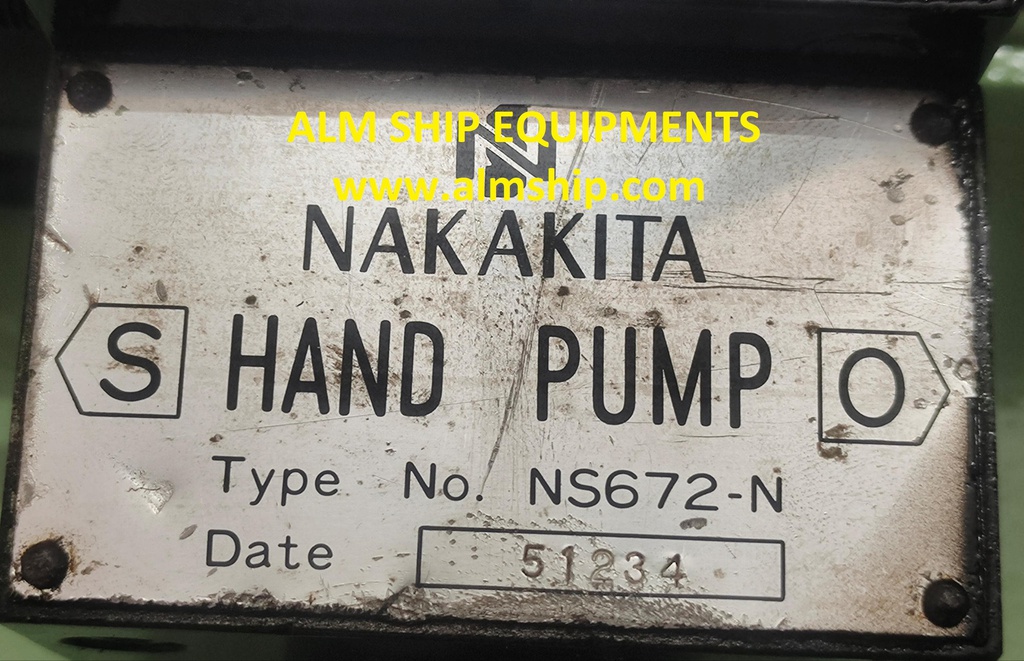 ALM SHIP EQUIPMENTS
www.almship.com
NAKAKITA
S HAND PUMP O
Type No. NS672-N
Date 51234